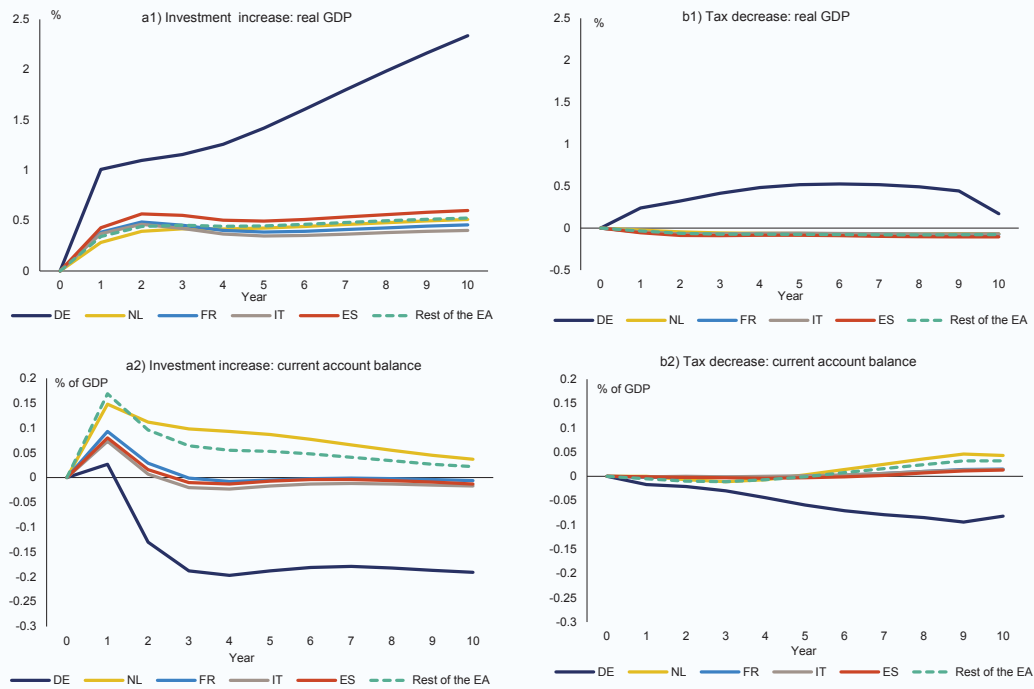 a1) Investment increase: real GDP
%
2.5
2
1.5
1
0.5
0
0 1 2 3 4 5 6 7 8 9 10
Year
DE NL FR IT ES Rest of the EA
b1) Tax decrease: real GDP
%
2.5
2
1.5
1
0.5
0
-0.5
0 1 2 3 4 5 6 7 8 9 10
Year
DE NL FR IT ES Rest of the EA
a2) Investment increase: current account balance
% of GDP
0.2
0.15
0.1
0.05
0
-0.05
-0.1
-0.15
-0.2
-0.25
-0.3
0 1 2 3 4 5 6 7 8 9 10
Year
DE NL FR IT ES Rest of the EA
b2) Tax decrease: current account balance
% of GDP
0.2
0.15
0.1
0.05
0
-0.05
-0.1
-0.15
-0.2
-0.25
-0.3
0 1 2 3 4 5 6 7 8 9 10
Year
DE NL FR IT ES Rest of the EA